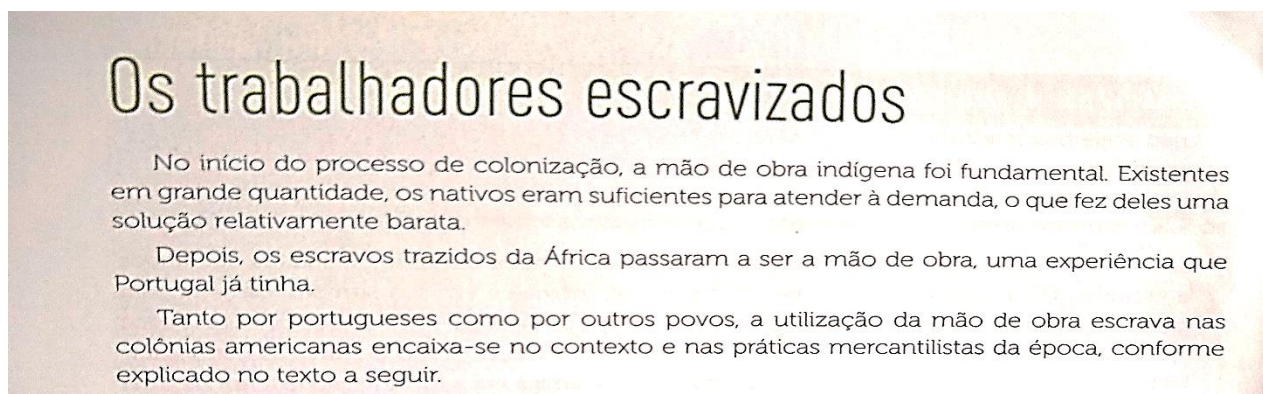 Os trabalhadores escravizados
No início do processo de colonização, a mão de obra indígena foi fundamental. Existentes
em grande quantidade, os nativos eram suficientes para atender à demanda, o que fez deles uma
solução relativamente barata.
Depois, os escravos trazidos da África passaram a ser a mão de obra, uma experiência que
Portugal já tinha.
Tanto por portugueses como por outros povos, a utilização da mão de obra escrava nas
colônias americanas encaixa-se no contexto e nas práticas mercantilistas da época, conforme
explicado no texto a seguir.